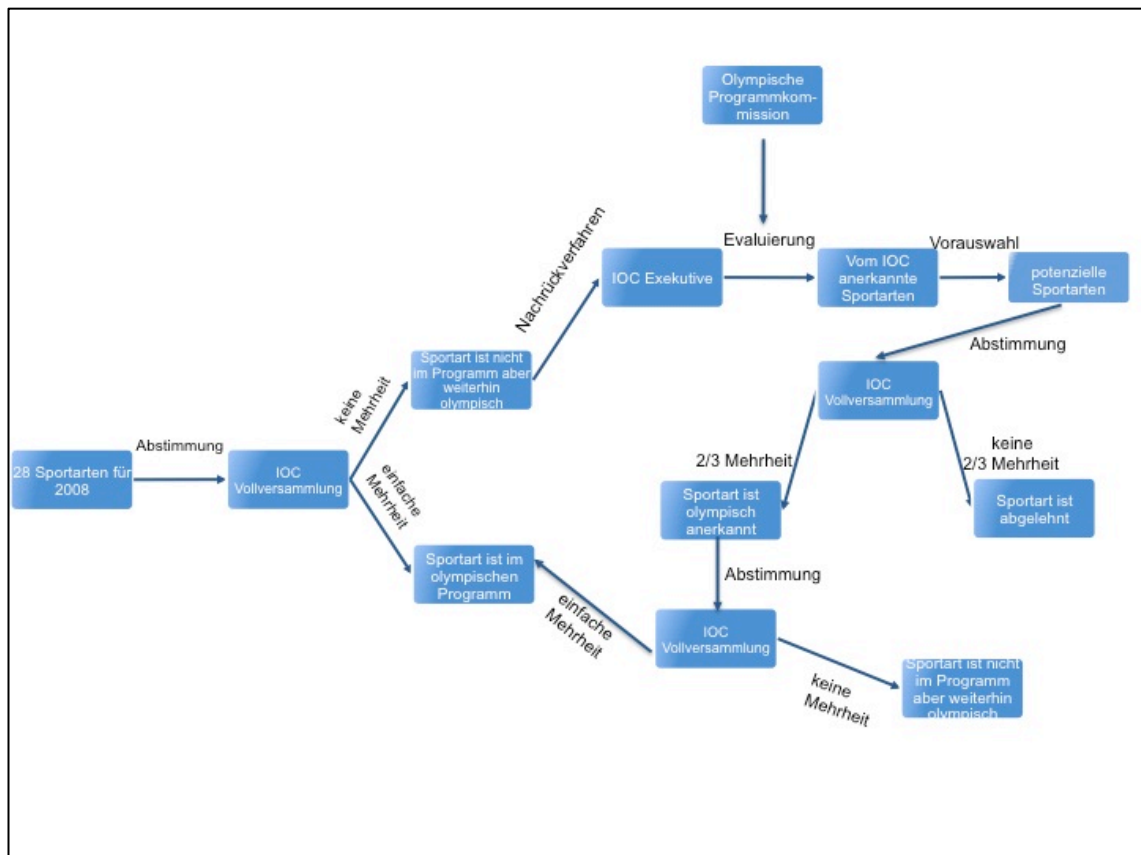 Olympische
Programmkom-
mission
Nachrückverfahren
Evaluierung
Vorauswahl
IOC Exekutive
Vom IOC
anerkannte
Sportarten
potenzielle
Sportarten
Abstimmung
IOC
Vollversammlung
keine
Mehrheit
Sportart ist nicht
im Programm aber
weiterhin
olympisch
28 Sportarten für
2008
Abstimmung
IOC
Vollversammlung
einfache
Mehrheit
2/3 Mehrheit
keine
2/3 Mehrheit
Sportart ist
olympisch
anerkannt
Sportart ist
abgelehnt
Sportart ist im
olympischen
Programm
Abstimmung
einfache
Mehrheit
IOC
Vollversammlung
keine
Mehrheit
Sportart ist nicht
im Programm
aber weiterhin
olympisch